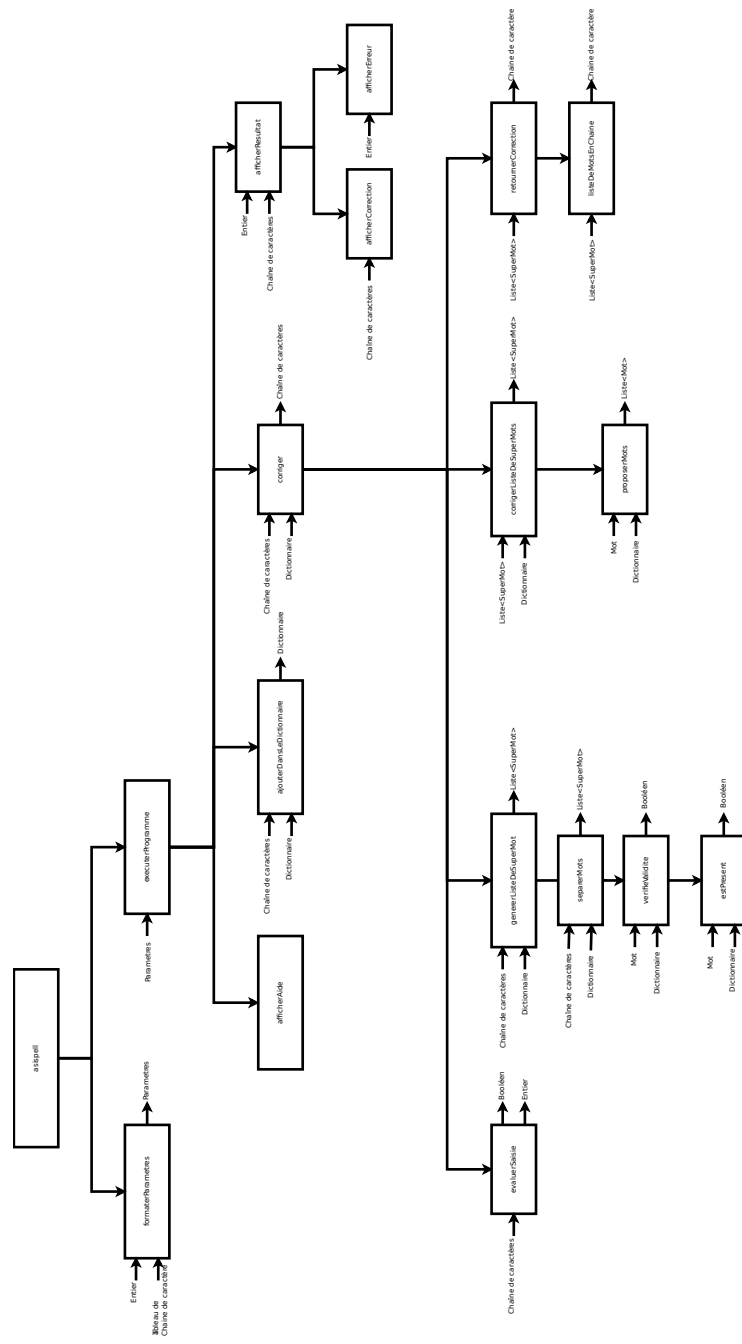 asispell
Entier
Tableau de
Chaine de caractère
formaterParametres
Parametres
Parametres
executerProgramme
afficherAide
Chaîne de caractères
Dictionnaire
ajouterDansLeDictionnaire
Dictionnaire
Chaîne de caractères
Dictionnaire
corriger
Chaîne de caractères
Entier
Chaîne de caractères
afficherResultat
Chaîne de caractères
afficherCorrection
Entier
afficherErreur
Chaîne de caractères
evaluerSaisie
Booléen
Entier
Chaîne de caractères
Dictionnaire
genererListeDeSuperMot
Liste<SuperMot>
Chaîne de caractères
Dictionnaire
separerMots
Liste<SuperMot>
Mot
Dictionnaire
verifieValidite
Booléen
Mot
Dictionnaire
estPresent
Booléen
Liste<SuperMot>
Dictionnaire
corrigerListeDeSuperMots
Liste<SuperMot>
Mot
Dictionnaire
proposerMots
Liste<Mot>
Liste<SuperMot>
retournerCorrection
Chaine de caractère
Liste<SuperMot>
listeDeMotsEnChaine
Chaine de caractère